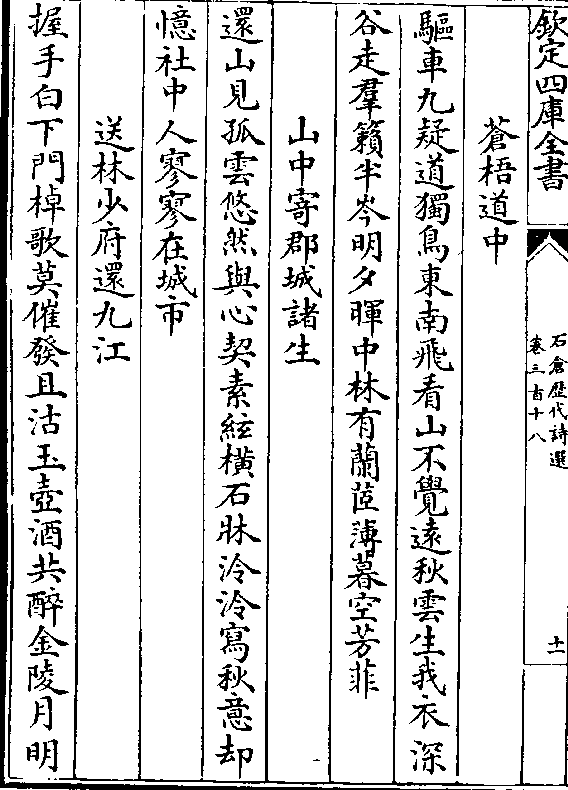 欽定四庫全書
石倉歷代詩選
卷三百十八
十一
蒼梧道中
驅車九疑道獨鳥東南飛看山不覺遠秋雲生我衣深
谷走羣籟半岑明夕暉中林有蘭茝薄暮空芳菲
山中寄郡城諸生
還山見孤雲悠然與心契素絃橫石牀泠泠寫秋意却
憶社中人寥寥在城市
送林少府還九江
握手白下門棹歌莫催發且沽玉壺酒共醉金陵月明